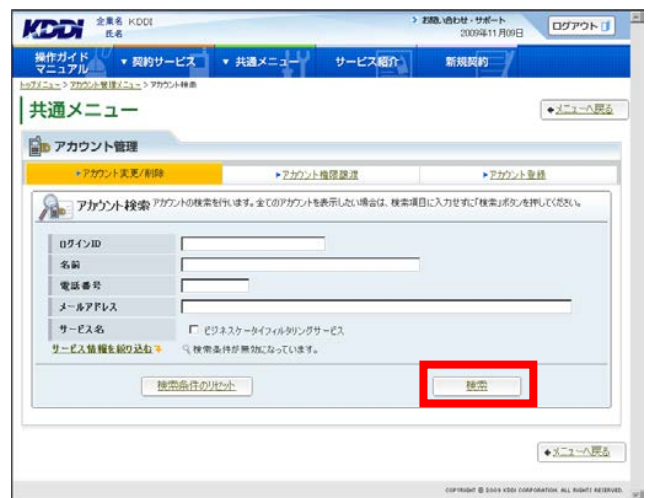 KDDI 企業名 KDDI
氏名
お問い合わせ・サポート
2009年11月09日
ログアウト
操作ガイド
マニュアル
▼ 契約サービス
▼ 共通メニュー
サービス紹介
新規契約
トップメニュー > アカウント管理メニュー > アカウント検索
共通メニュー
◆メニューへ戻る
アカウント管理
▶アカウント変更/削除
▶アカウント権限譲渡
▶アカウント登録
アカウント検索 アカウントの検索を行います。全てのアカウントを表示したい場合は、検索項目に入力せずに「検索」ボタンを押してください。
ログインID
名前
電話番号
メールアドレス
サービス名 ビジネスケータイフィルタリングサービス
サービス情報を絞り込む 検索条件が無効になっています。
検索条件のリセット
検索
◆メニューへ戻る
COPYRIGHT © 2009 KDDI CORPORATION. ALL RIGHTS RESERVED.